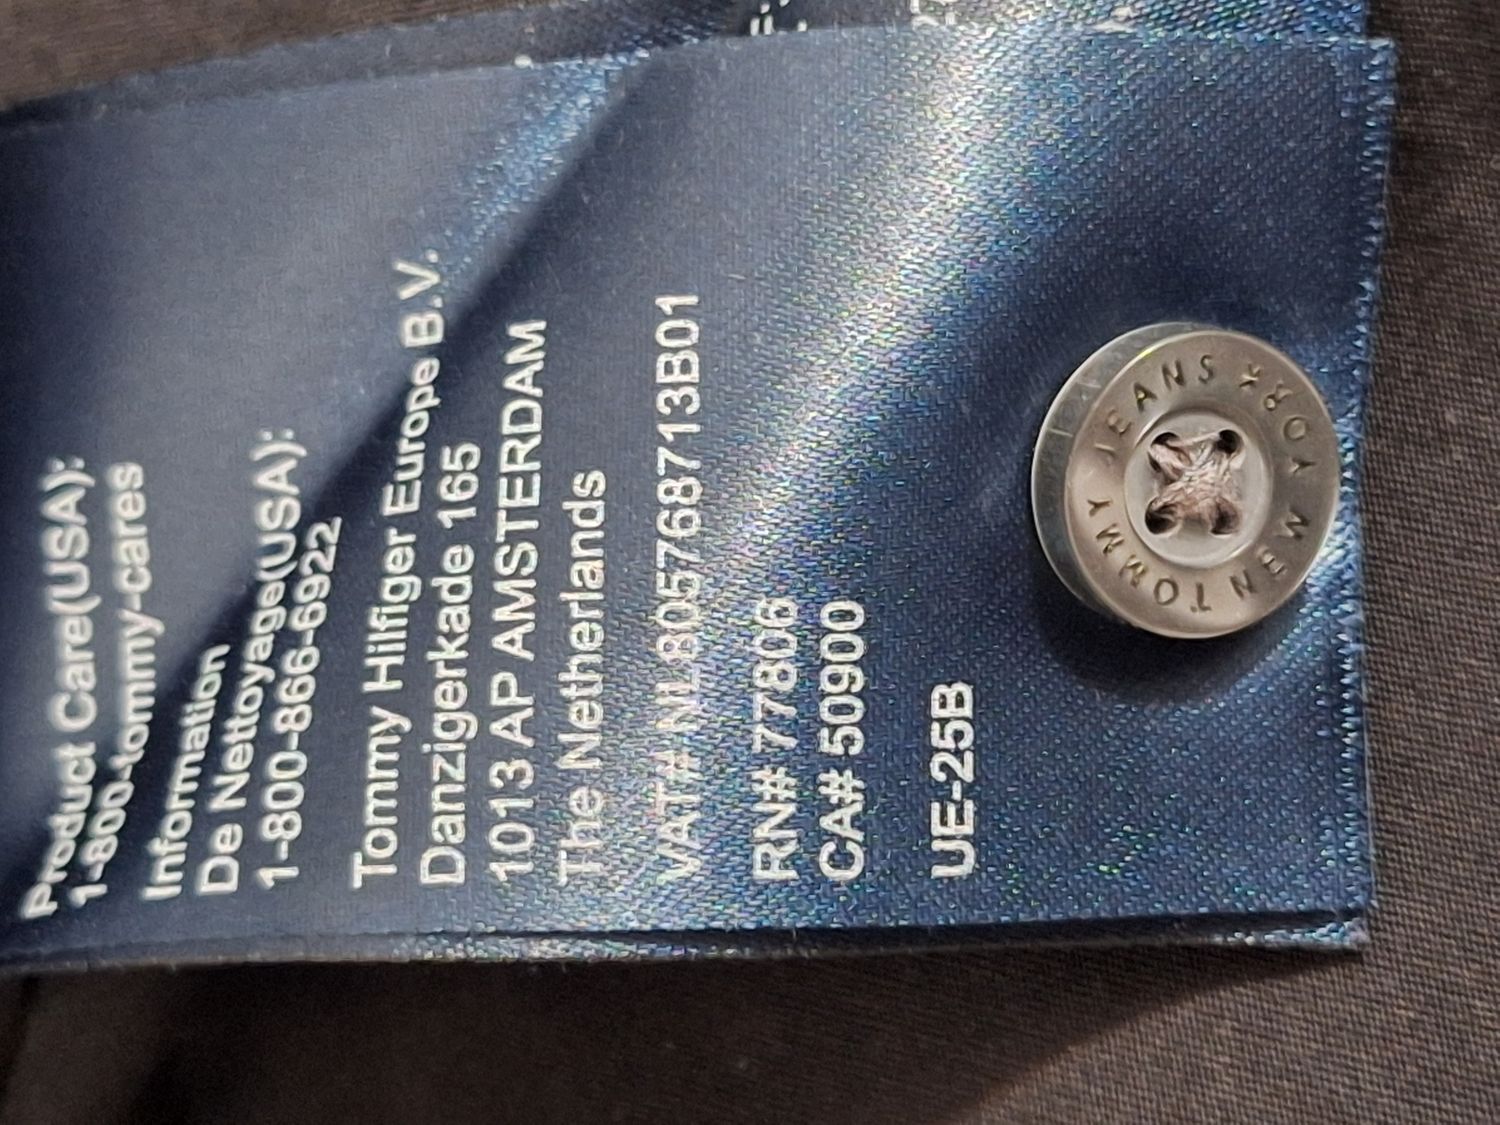 Product Care(USA):
1-800-tommy-cares
Information
De Nettoyage(USA):
1-800-866-6922
Tommy Hilfiger Europe B.V.
Danzigerkade 165
1013 AP AMSTERDAM
The Netherlands
VAT# NL805768713B01
RN# 77806
CA# 50900
UE-25B
TOMMY JEANS
NEW YORK